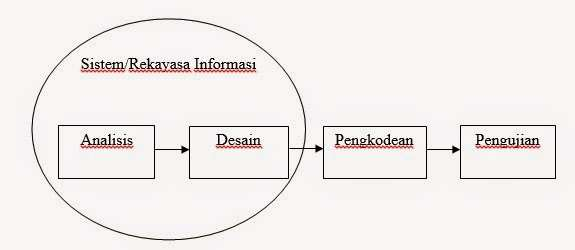 Sistem/Rekayasa Informasi
Analisis
Desain
Pengkodean
Pengujian